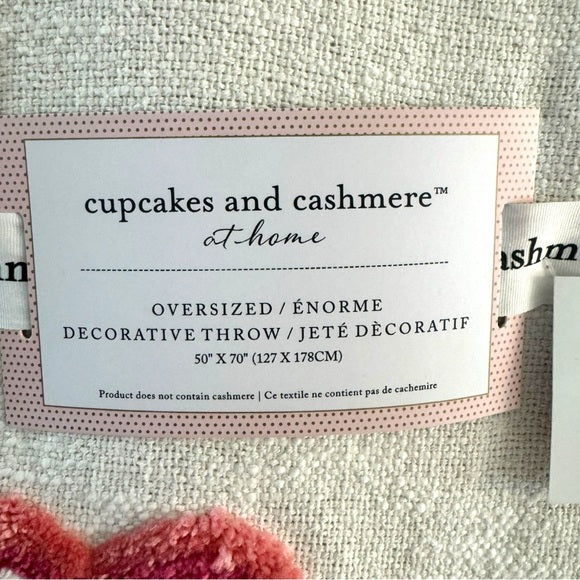 cupcakes and cashmere™
at home
OVERSIZED / ÉNORME
DECORATIVE THROW / JETÉ DÈCORATIF
50" X 70" (127 X 178CM)
Product does not contain cashmere | Ce textile ne contient pas de cachemire